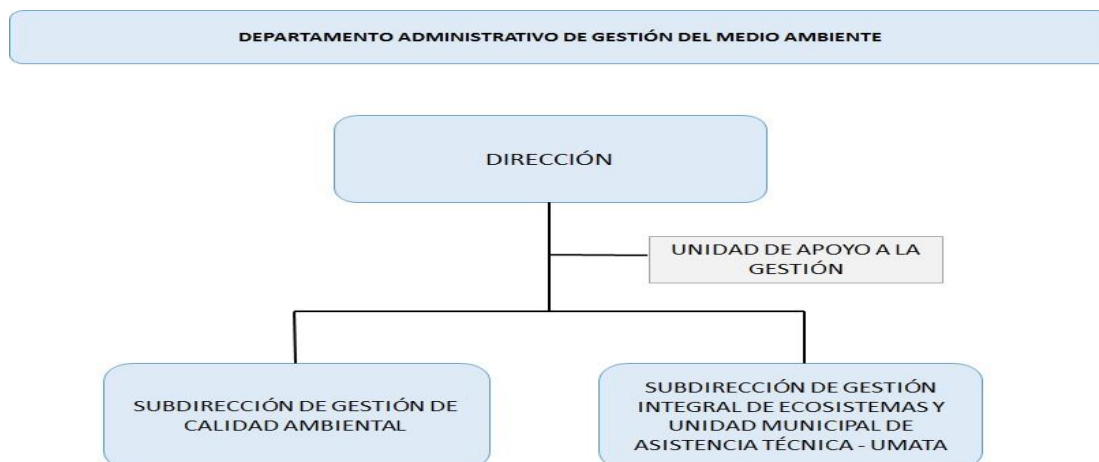 DEPARTAMENTO ADMINISTRATIVO DE GESTIÓN DEL MEDIO AMBIENTE
DIRECCIÓN
UNIDAD DE APOYO A LA
GESTIÓN
SUBDIRECCIÓN DE GESTIÓN DE
CALIDAD AMBIENTAL
SUBDIRECCIÓN DE GESTIÓN
INTEGRAL DE ECOSISTEMAS Y
UNIDAD MUNICIPAL DE
ASISTENCIA TÉCNICA - UMATA